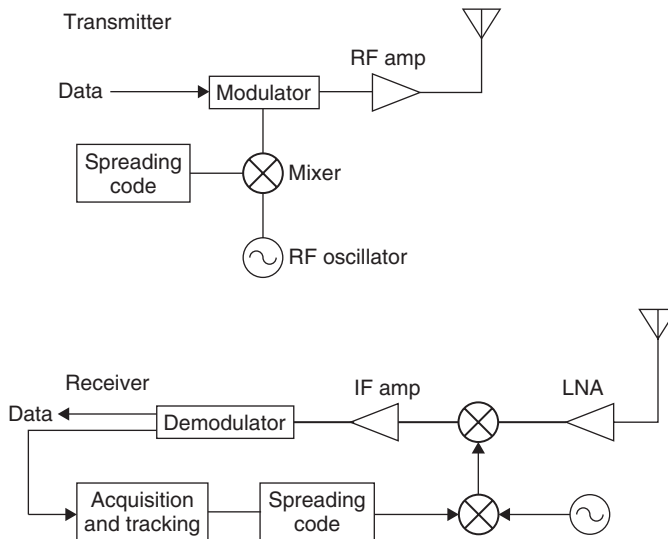 Transmitter
RF amp
Data
Modulator
Spreading
code
Mixer
RF oscillator
Receiver
IF amp
LNA
Data
Demodulator
Acquisition
and tracking
Spreading
code